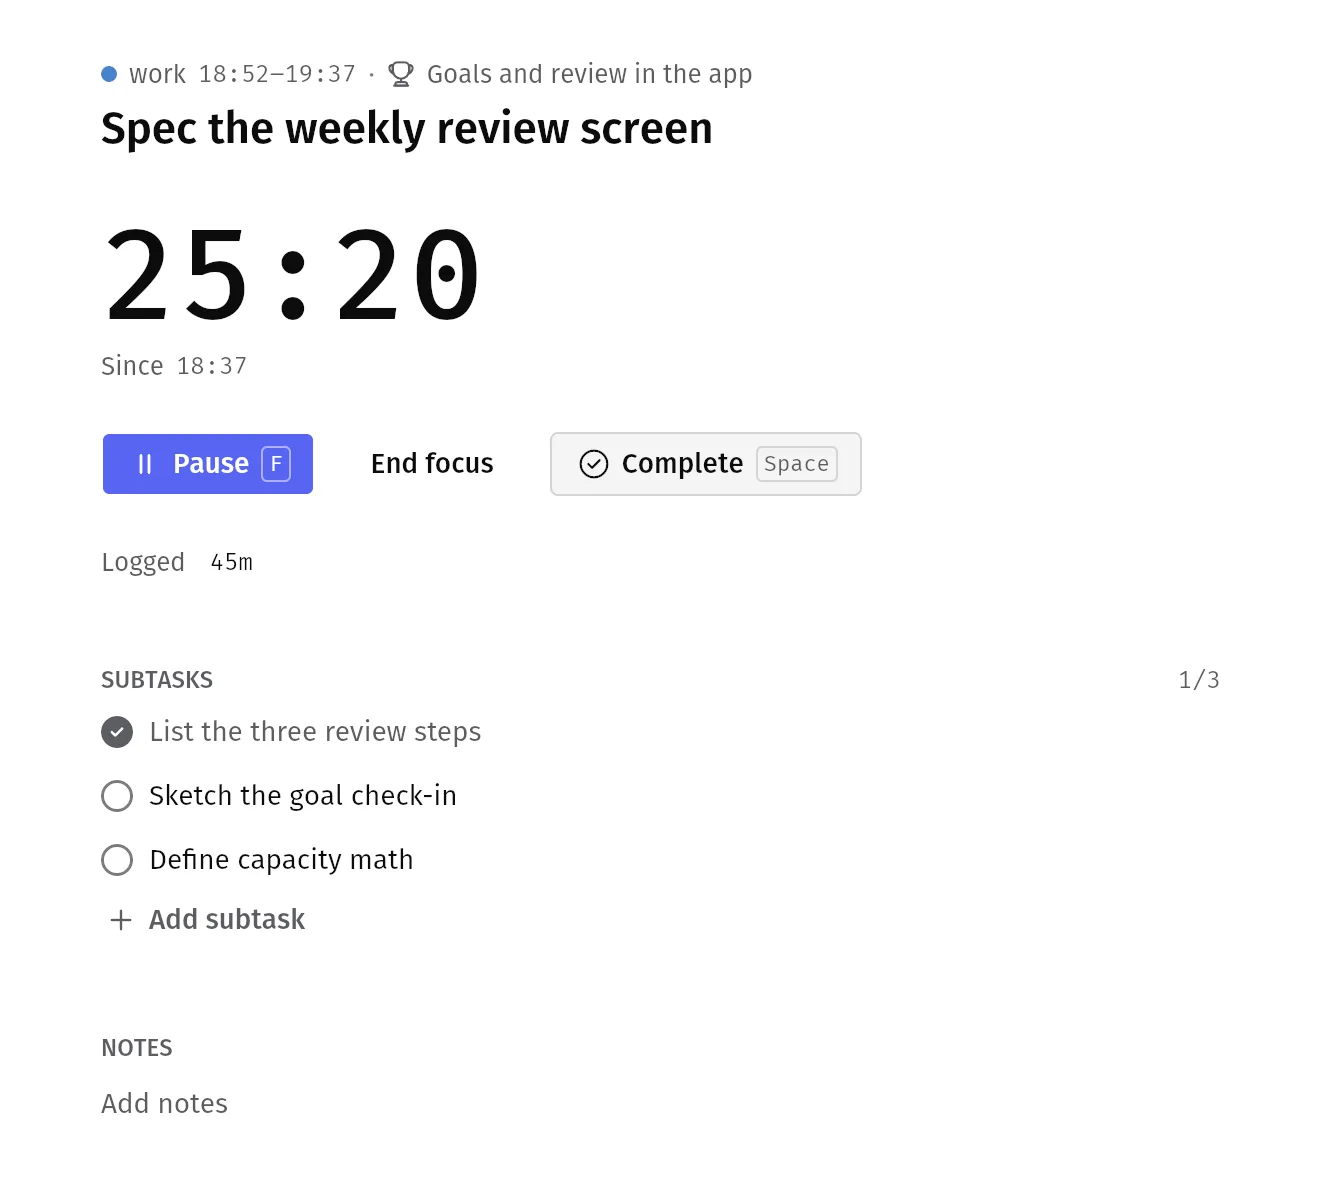 work 18:52–19:37 · Goals and review in the app
Spec the weekly review screen
25:20
Since 18:37
Pause F End focus Complete Space
Logged 45m
SUBTASKS 1/3
List the three review steps
Sketch the goal check-in
Define capacity math
Add subtask
NOTES
Add notes